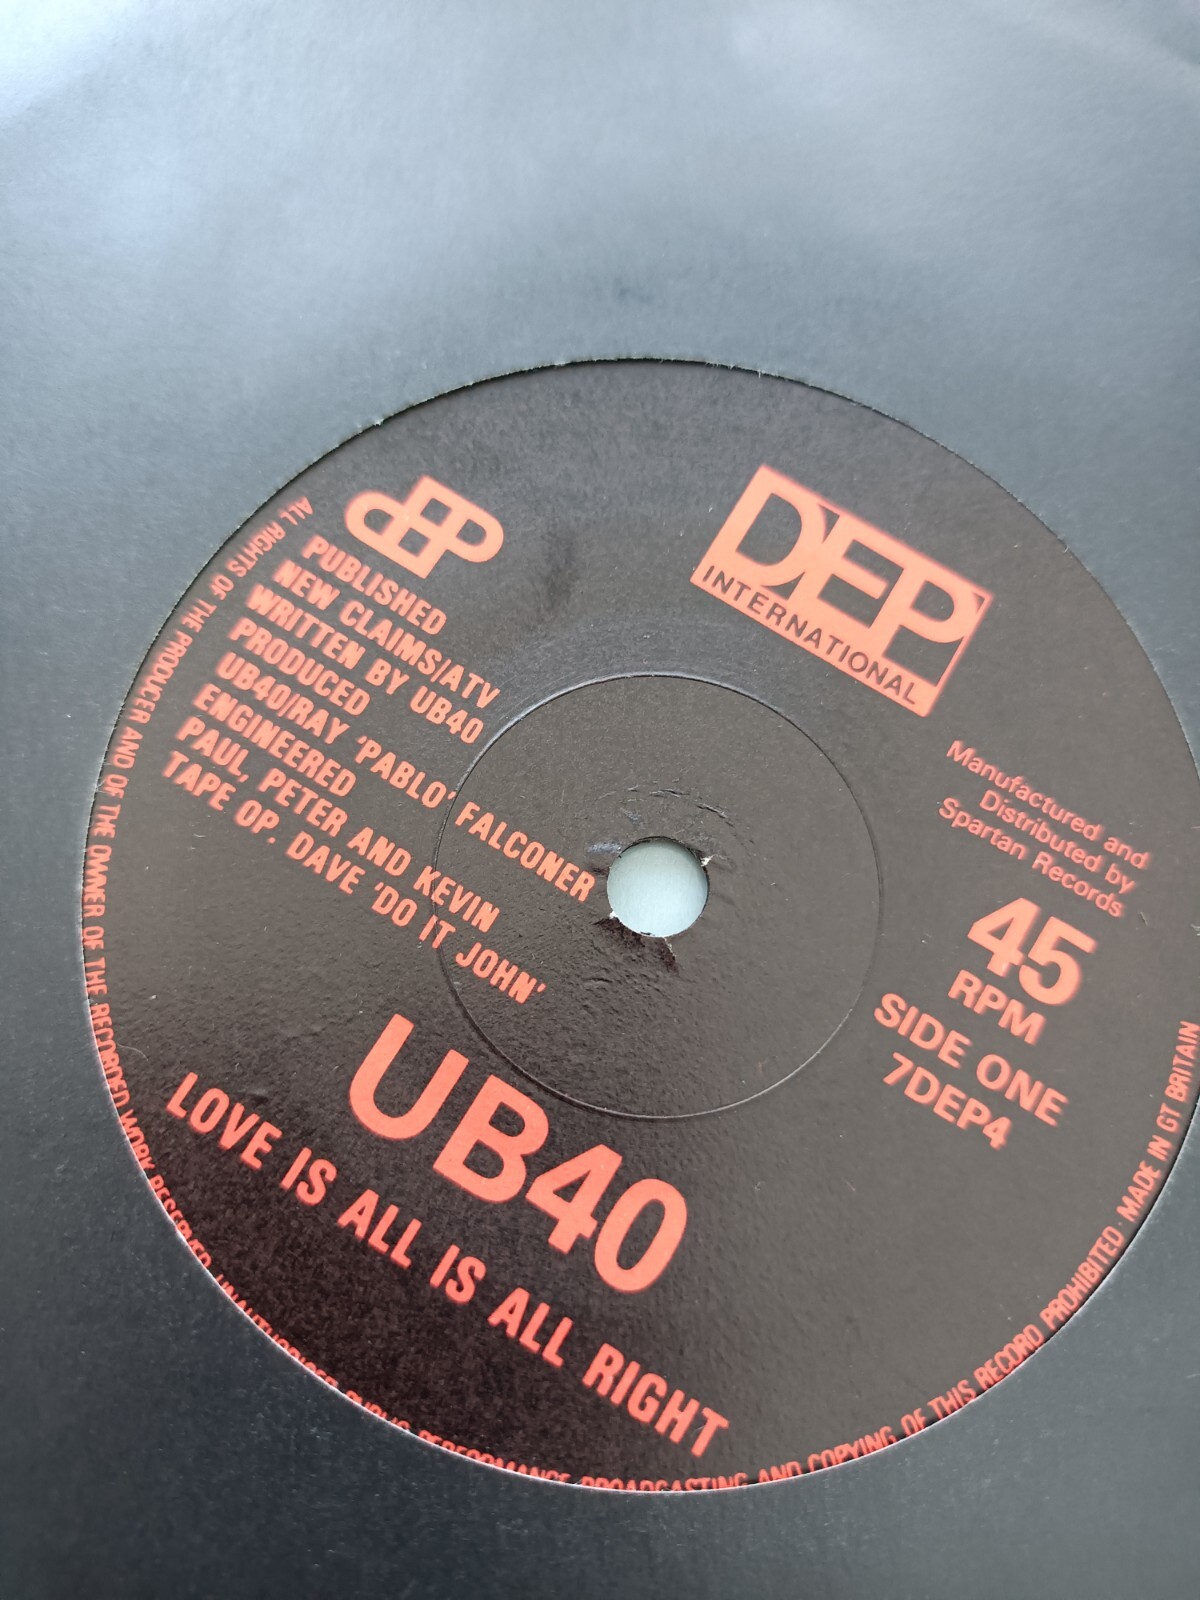 DEP
DEP
INTERNATIONAL
PUBLISHED
NEW CLAIMS/ATV
WRITTEN BY UB40
PRODUCED
UB40/RAY 'PABLO' FALCONER
ENGINEERED
PAUL, PETER AND KEVIN
TAPE OP. DAVE 'DO IT JOHN'
Manufactured and
Distributed by
Spartan Records
45
RPM
SIDE ONE
7DEP4
UB40
LOVE IS ALL IS ALL RIGHT
ALL RIGHTS OF THE PRODUCER AND OF THE OWNER OF THE RECORDED WORK RESERVED. UNAUTHORISED PUBLIC PERFORMANCE BROADCASTING AND COPYING OF THIS RECORD PROHIBITED · MADE IN GT BRITAIN